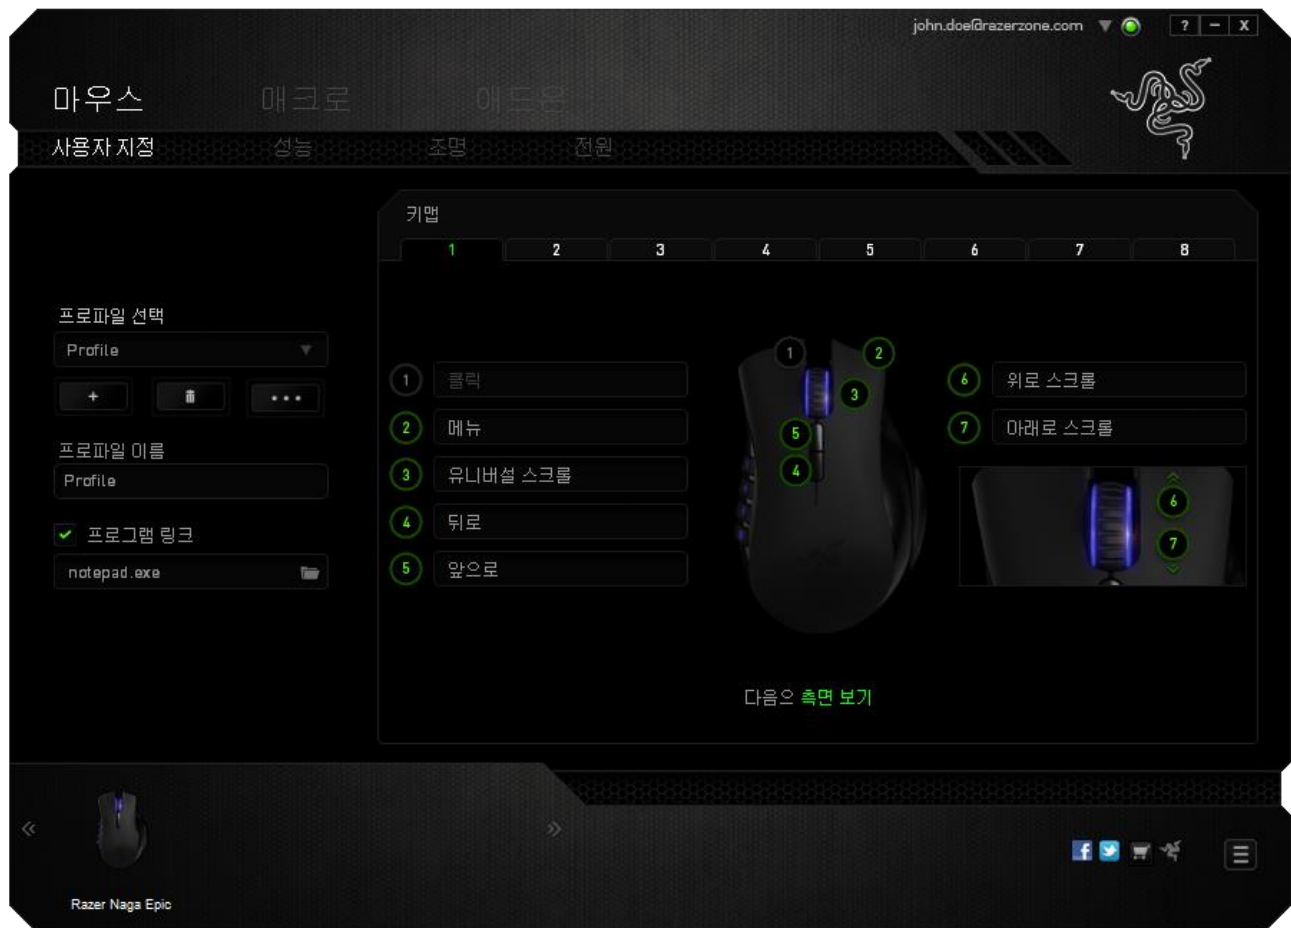 john.doe@razerzone.com
? - X
마우스 매크로 애드온
사용자 지정 성능 조명 전원
키맵
1 2 3 4 5 6 7 8
프로파일 선택
Profile
+
프로파일 이름
Profile
프로그램 링크
notepad.exe
1 클릭
2 메뉴
3 유니버설 스크롤
4 뒤로
5 앞으로
1
2
3
5
4
6 위로 스크롤
7 아래로 스크롤
6
7
다음으 측면 보기
Razer Naga Epic